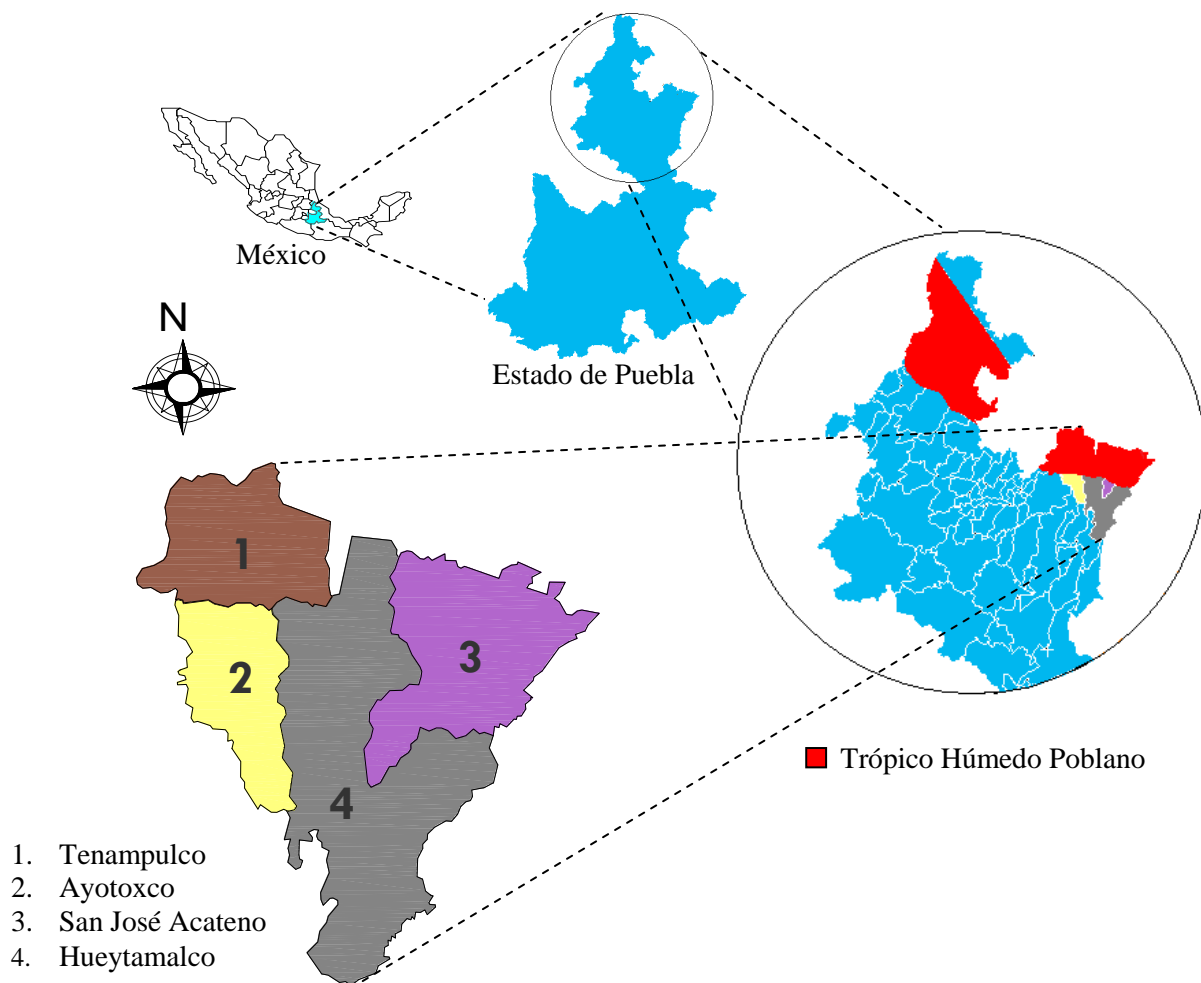 México
Estado de Puebla
N
1
2
3
4
Trópico Húmedo Poblano
1. Tenampulco
2. Ayotoxco
3. San José Acateno
4. Hueytamalco